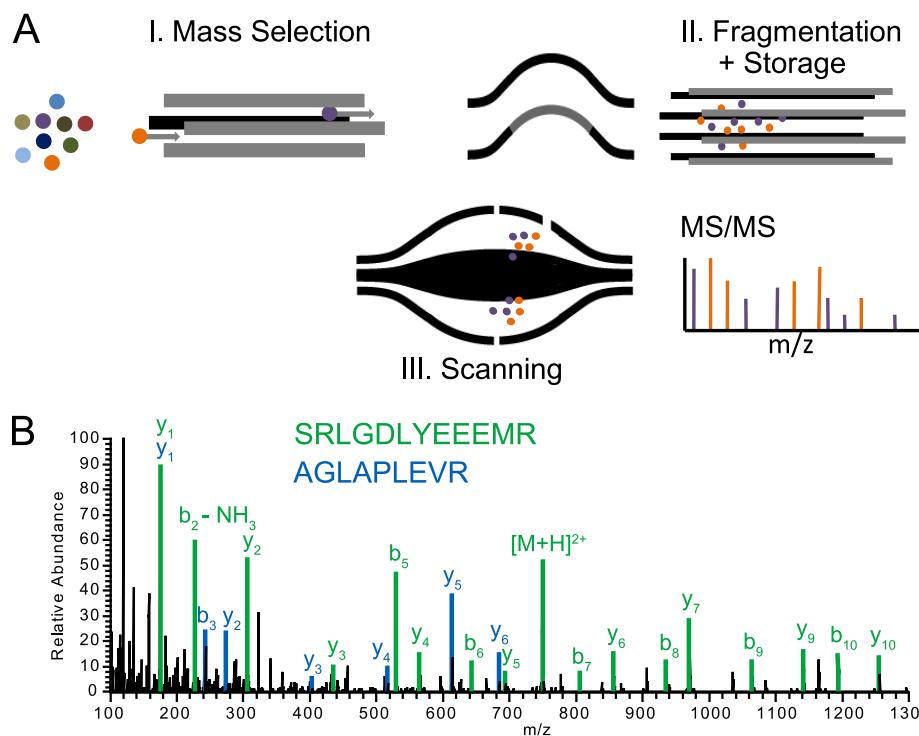 A
I. Mass Selection
II. Fragmentation
+ Storage
MS/MS
m/z
III. Scanning
B
SRLGDLYEEEMR
AGLAPLEVR
y₁
y₁
b₂ - NH₃
y₂
b₃
y₂
y₃
y₃
y₄
b₅
y₄
y₅
b₆
y₆
y₅
[M+H]²⁺
b₇
y₆
b₈
y₇
b₉
y₉
b₁₀
y₁₀
Relative Abundance
100
90
80
70
60
50
40
30
20
10
0
100 200 300 400 500 600 700 800 900 1000 1100 1200 130
m/z